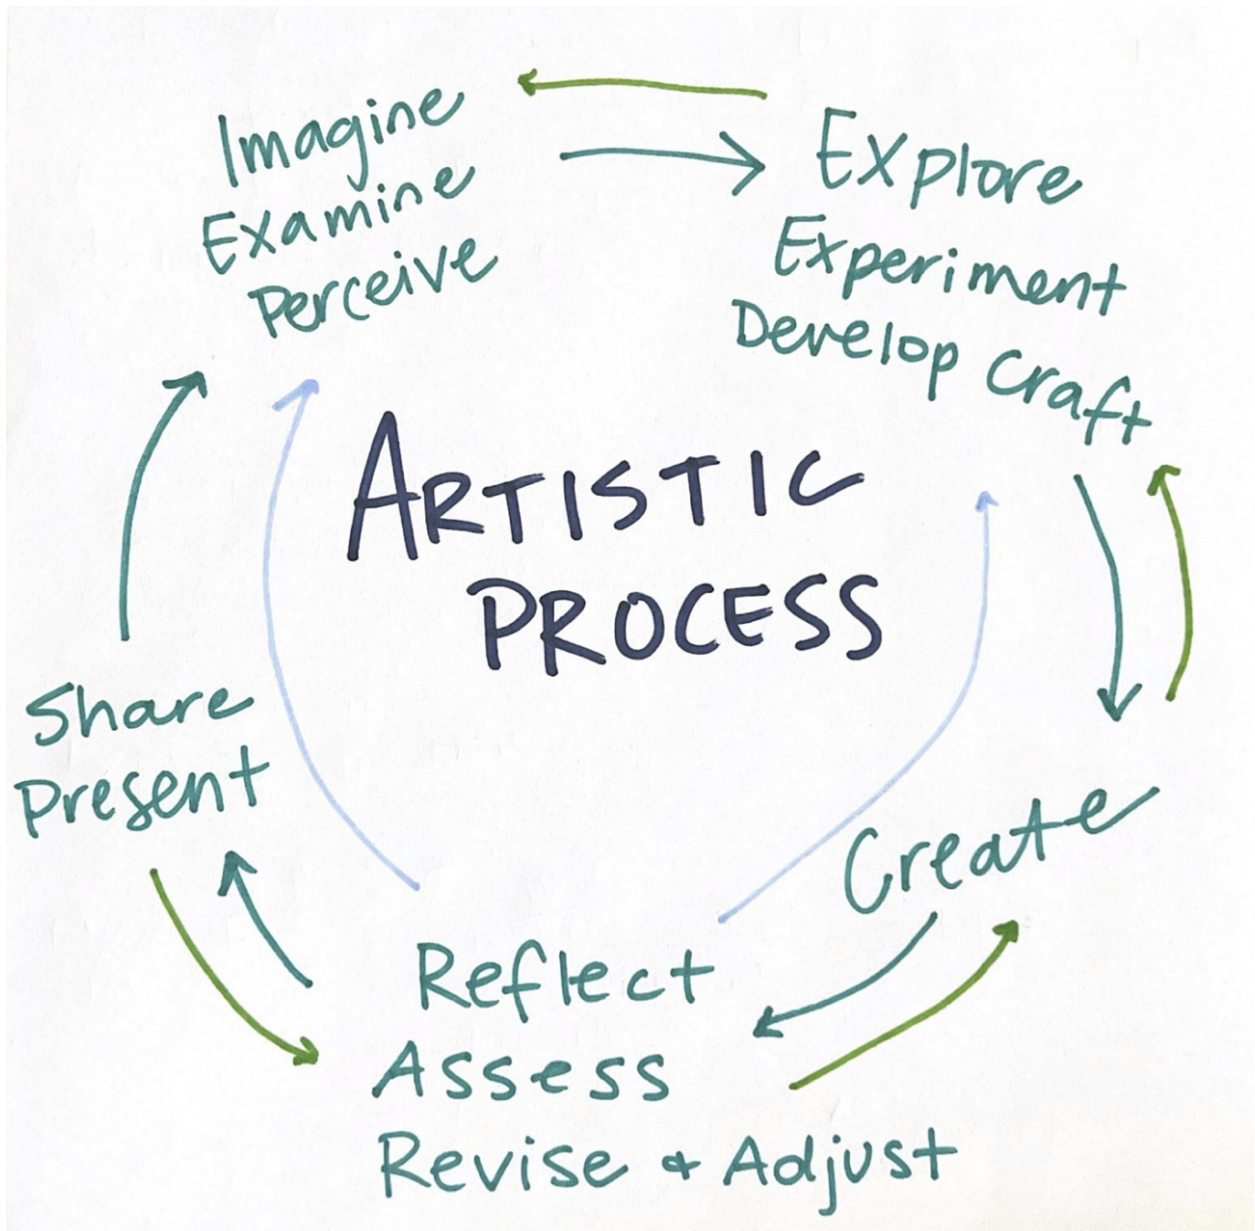 Imagine
Examine
Perceive
Explore
Experiment
Develop Craft
ARTISTIC
PROCESS
Share
Present
Create
Reflect
Assess
Revise + Adjust